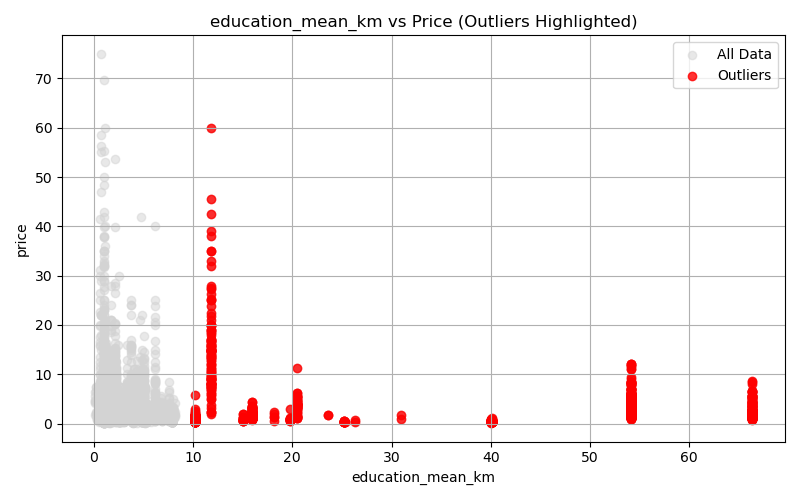 education_mean_km vs Price (Outliers Highlighted)
All Data
Outliers
price
70
60
50
40
30
20
10
0
0 10 20 30 40 50 60
education_mean_km